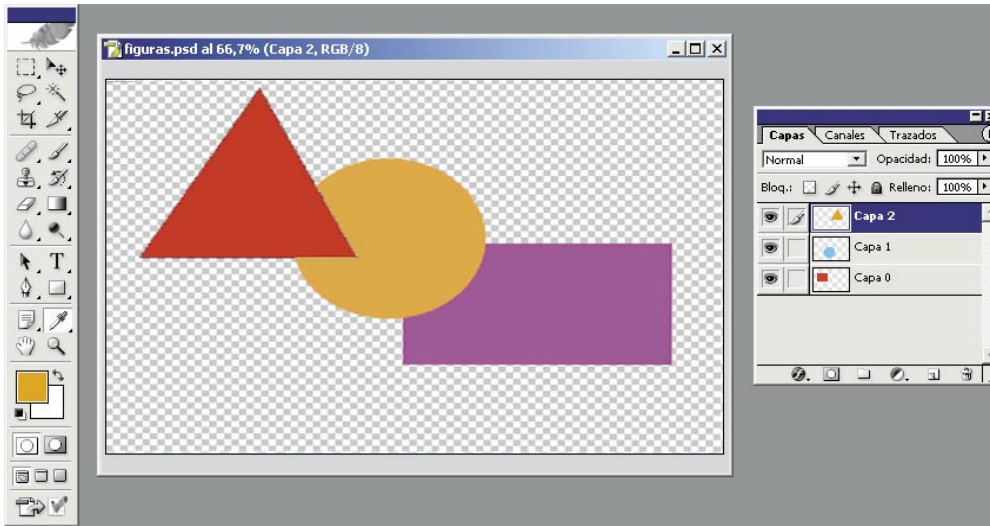 figuras.psd al 66,7% (Capa 2, RGB/8)
Capas Canales Trazados
Normal Opacidad: 100%
Bloq.: Relleno: 100%
Capa 2
Capa 1
Capa 0
T